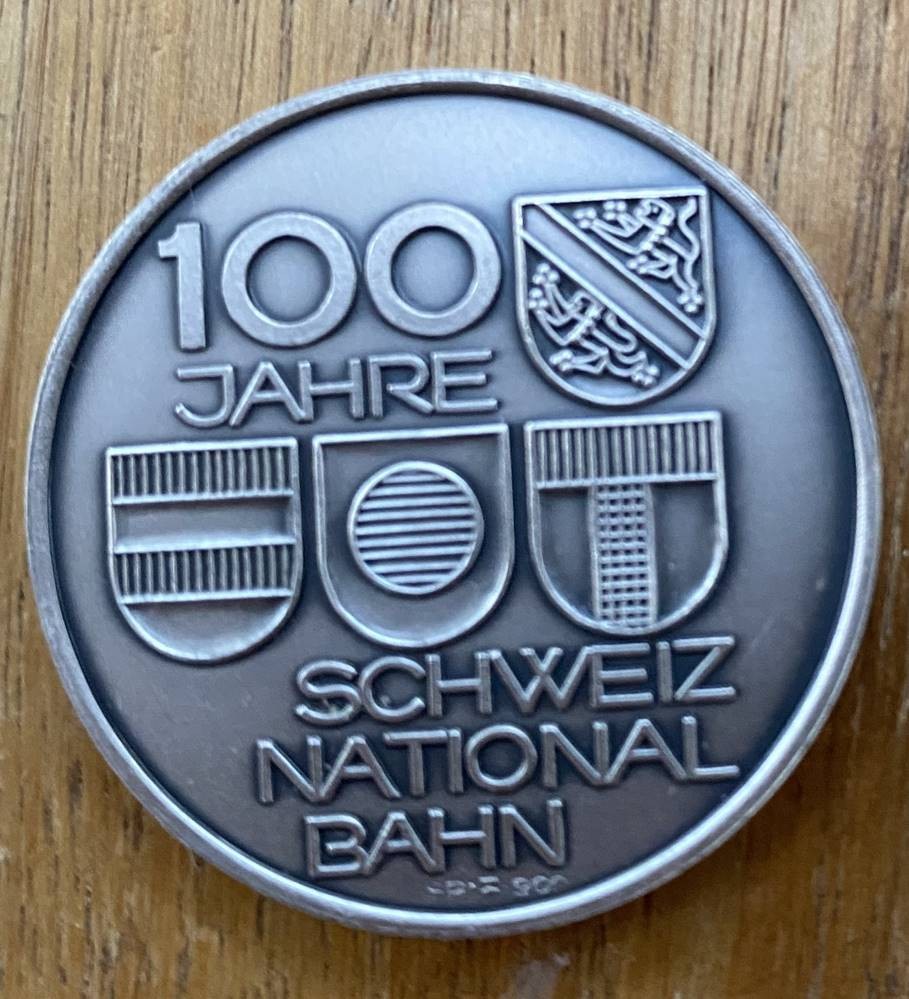 100
JAHRE
SCHWEIZ
NATIONAL
BAHN